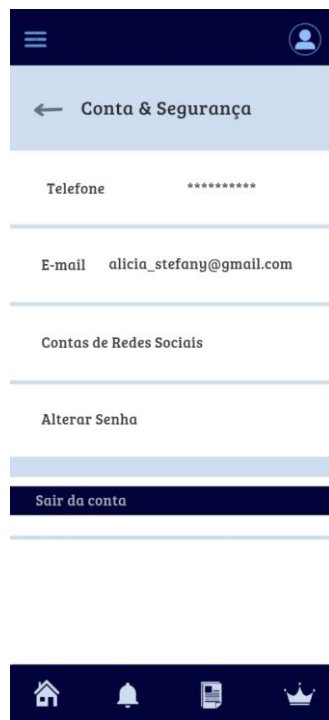 Conta & Segurança
Telefone **********
E-mail alicia_stefany@gmail.com
Contas de Redes Sociais
Alterar Senha
Sair da conta